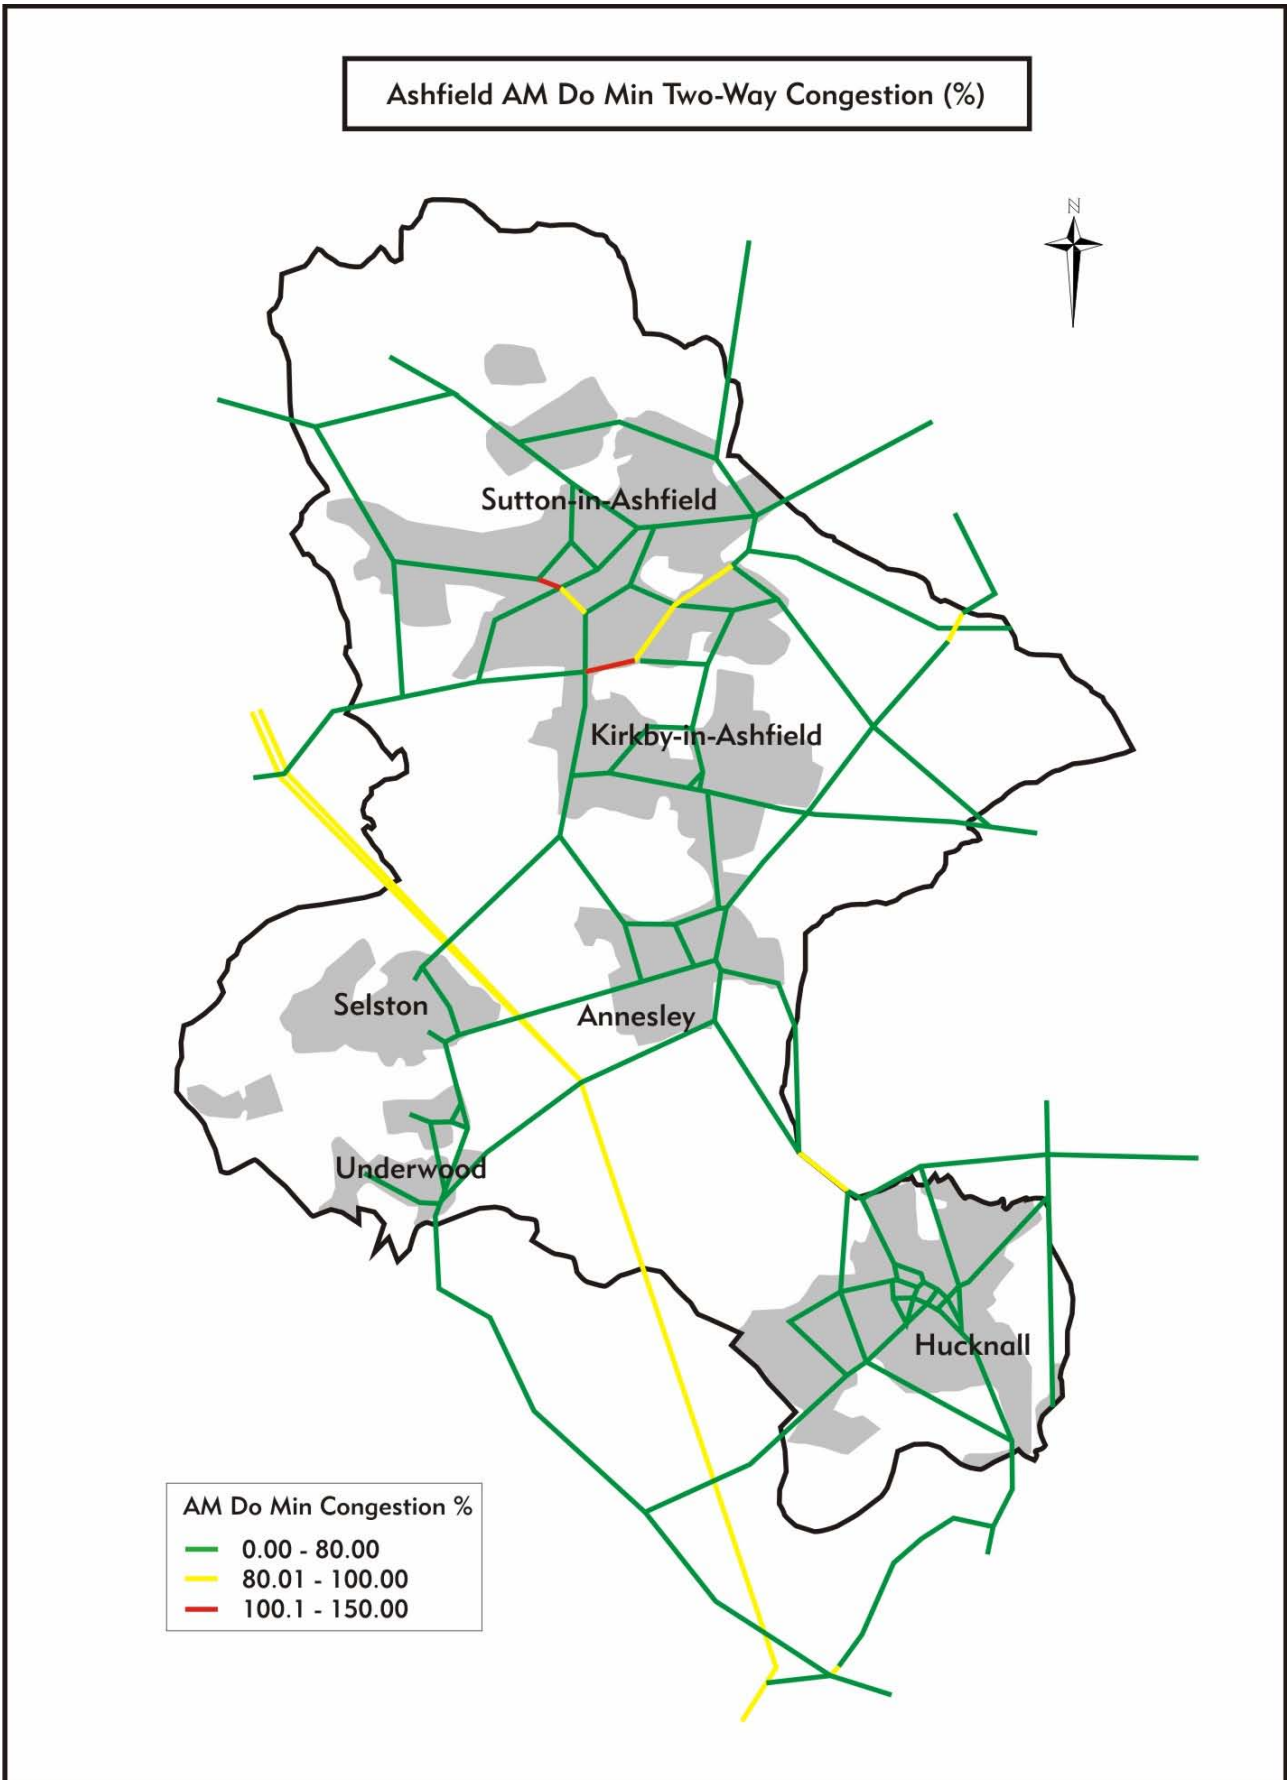 Ashfield AM Do Min Two-Way Congestion (%)
N
Sutton-in-Ashfield
Kirkby-in-Ashfield
Selston
Annesley
Underwood
Hucknall
AM Do Min Congestion %
0.00 - 80.00
80.01 - 100.00
100.1 - 150.00